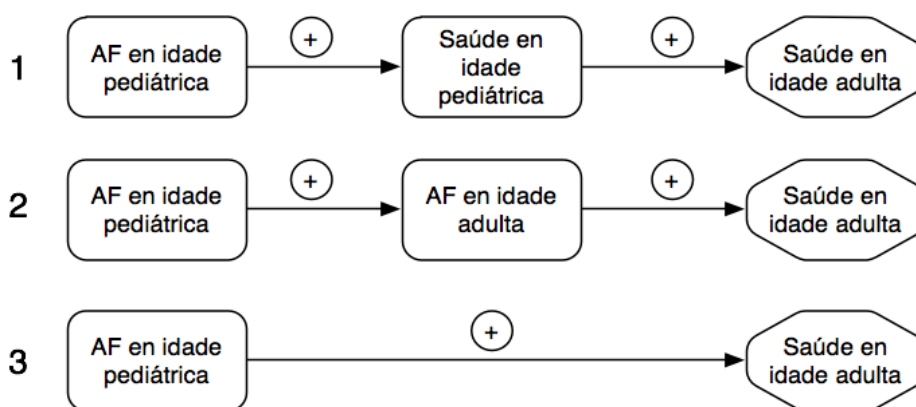 1
AF en idade
pediátrica
+
Saúde en
idade
pediátrica
+
Saúde en
idade adulta
2
AF en idade
pediátrica
+
AF en idade
adulta
+
Saúde en
idade adulta
3
AF en idade
pediátrica
+
Saúde en
idade adulta